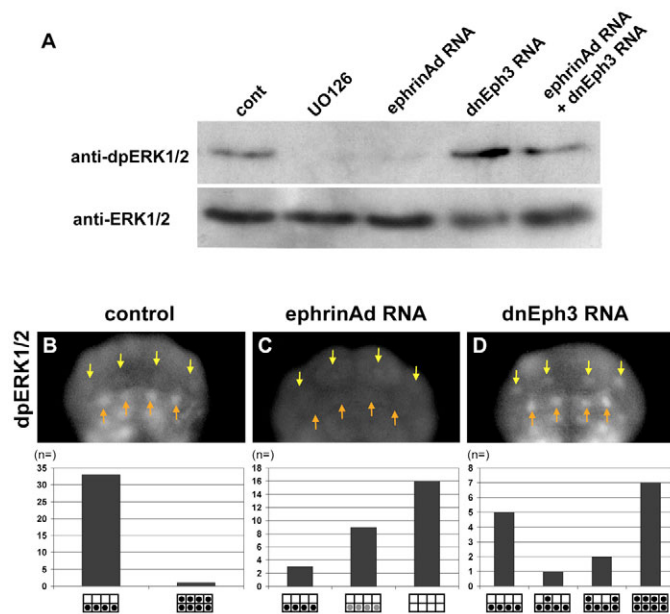 A
cont
UO126
ephrinAd RNA
dnEph3 RNA
ephrinAd RNA
+ dnEph3 RNA
anti-dpERK1/2
anti-ERK1/2
control
ephrinAd RNA
dnEph3 RNA
dpERK1/2
B
C
D
(n=)
35
30
25
20
15
10
5
0
(n=)
18
16
14
12
10
8
6
4
2
0
(n=)
8
7
6
5
4
3
2
1
0